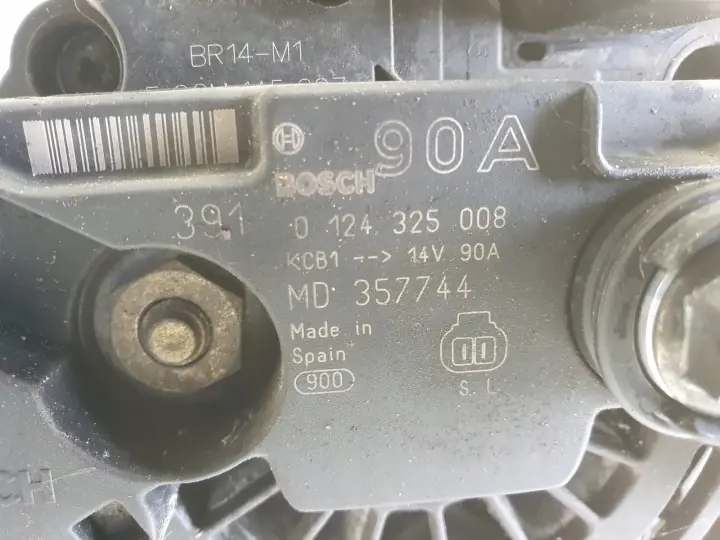 BR14-M1
90A
BOSCH
391 0 124 325 008
KCB1 --> 14V 90A
MD 357744
Made in
Spain
900
S. L